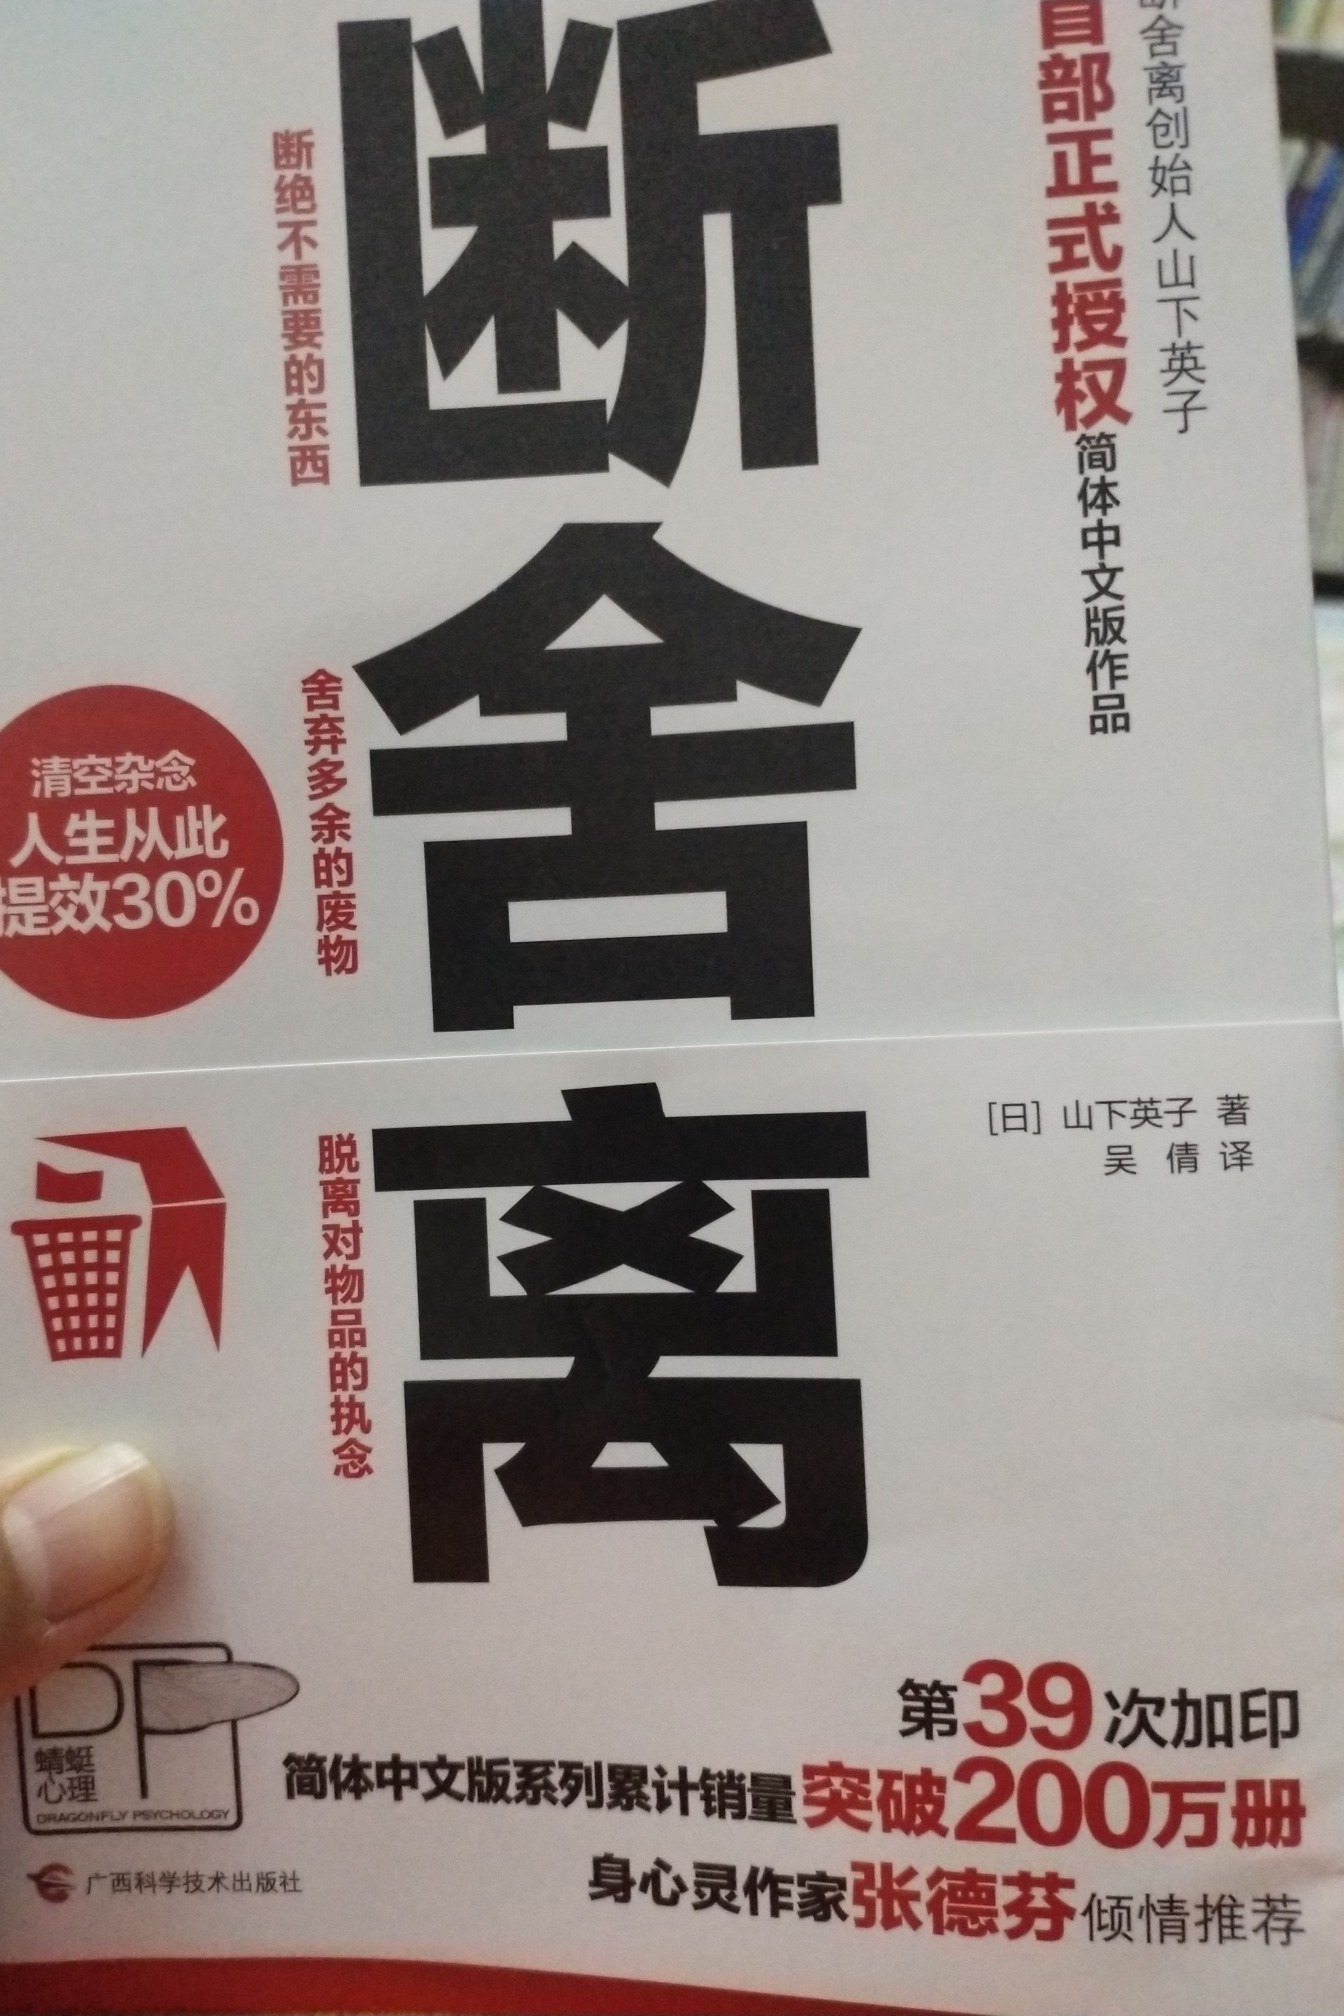 断舍离创始人山下英子
首部正式授权
简体中文版作品
断舍离
断绝不需要的东西
舍弃多余的废物
脱离对物品的执念
清空杂念
人生从此
提效30%
[日] 山下英子 著
吴 倩 译
第39次加印
简体中文版系列累计销量突破200万册
身心灵作家张德芬倾情推荐
DP
蜻蜓
心理
DRAGONFLY PSYCHOLOGY
广西科学技术出版社